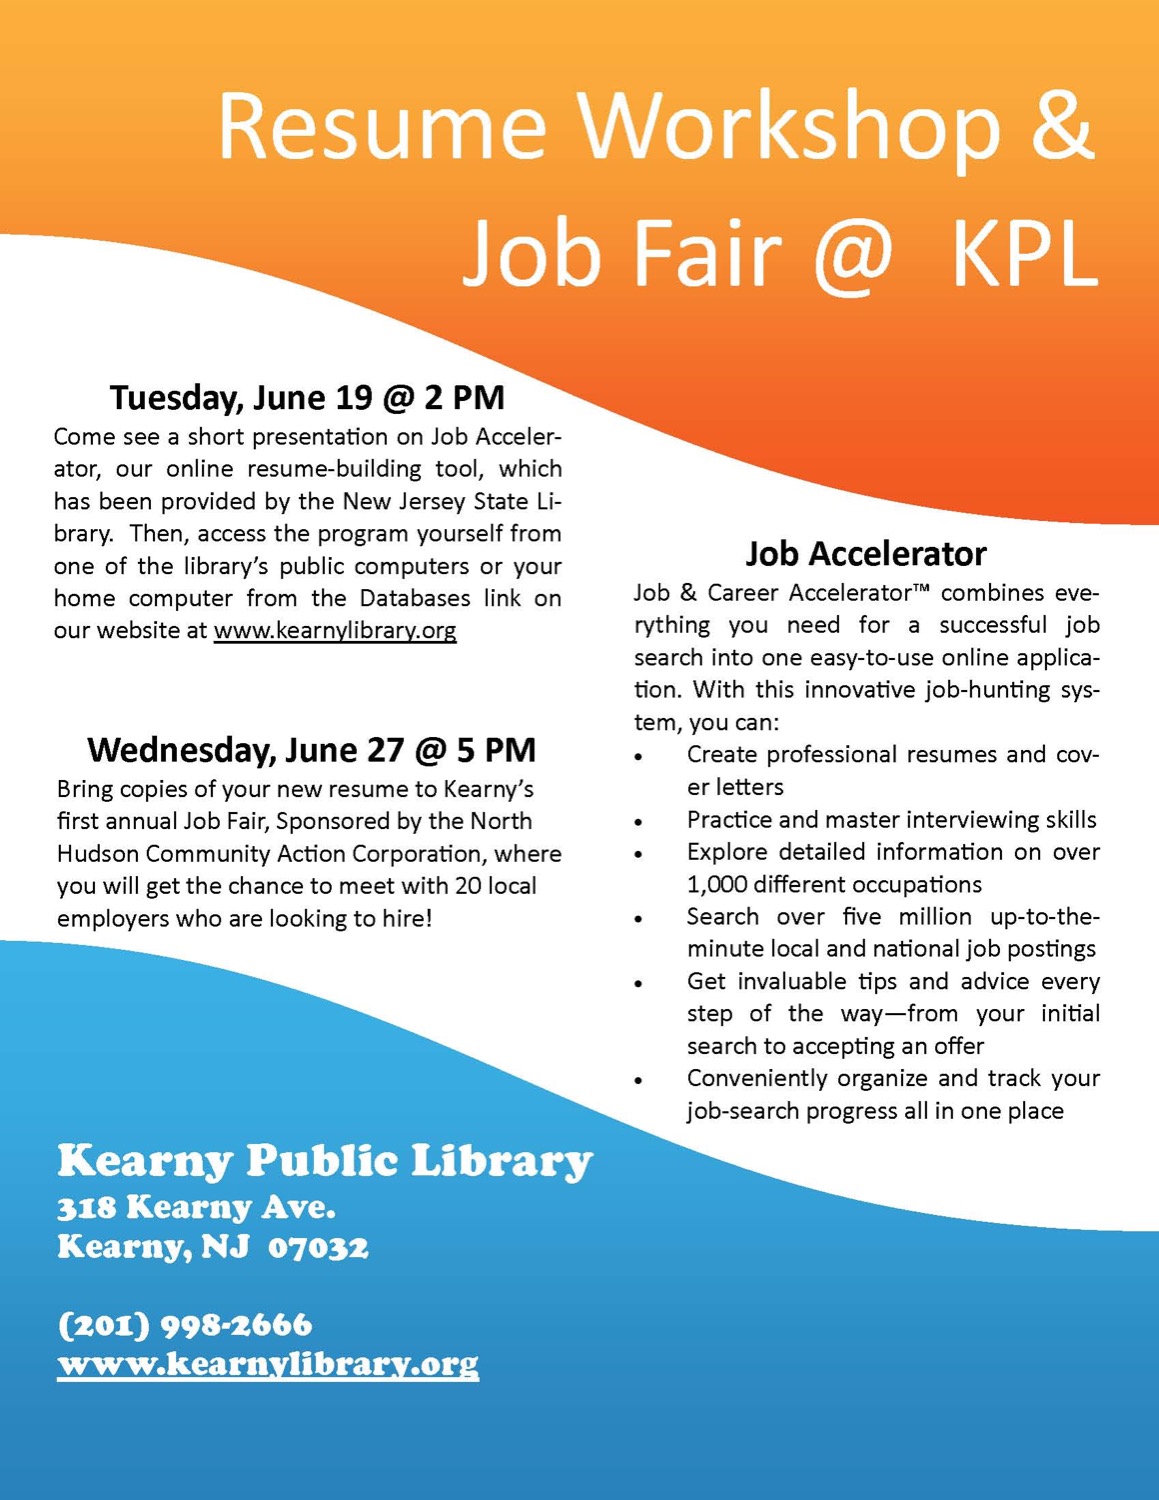 Resume Workshop &
Job Fair @ KPL
Tuesday, June 19 @ 2 PM
Come see a short presentation on Job Acceler-
ator, our online resume-building tool, which
has been provided by the New Jersey State Li-
brary. Then, access the program yourself from
one of the library's public computers or your
home computer from the Databases link on
our website at www.kearnylibrary.org
Wednesday, June 27 @ 5 PM
Bring copies of your new resume to Kearny's
first annual Job Fair, Sponsored by the North
Hudson Community Action Corporation, where
you will get the chance to meet with 20 local
employers who are looking to hire!
Job Accelerator
Job & Career Accelerator™ combines eve-
rything you need for a successful job
search into one easy-to-use online applica-
tion. With this innovative job-hunting sys-
tem, you can:
• Create professional resumes and cov-
er letters
• Practice and master interviewing skills
• Explore detailed information on over
1,000 different occupations
• Search over five million up-to-the-
minute local and national job postings
• Get invaluable tips and advice every
step of the way—from your initial
search to accepting an offer
• Conveniently organize and track your
job-search progress all in one place
Kearny Public Library
318 Kearny Ave.
Kearny, NJ 07032
(201) 998-2666
www.kearnylibrary.org